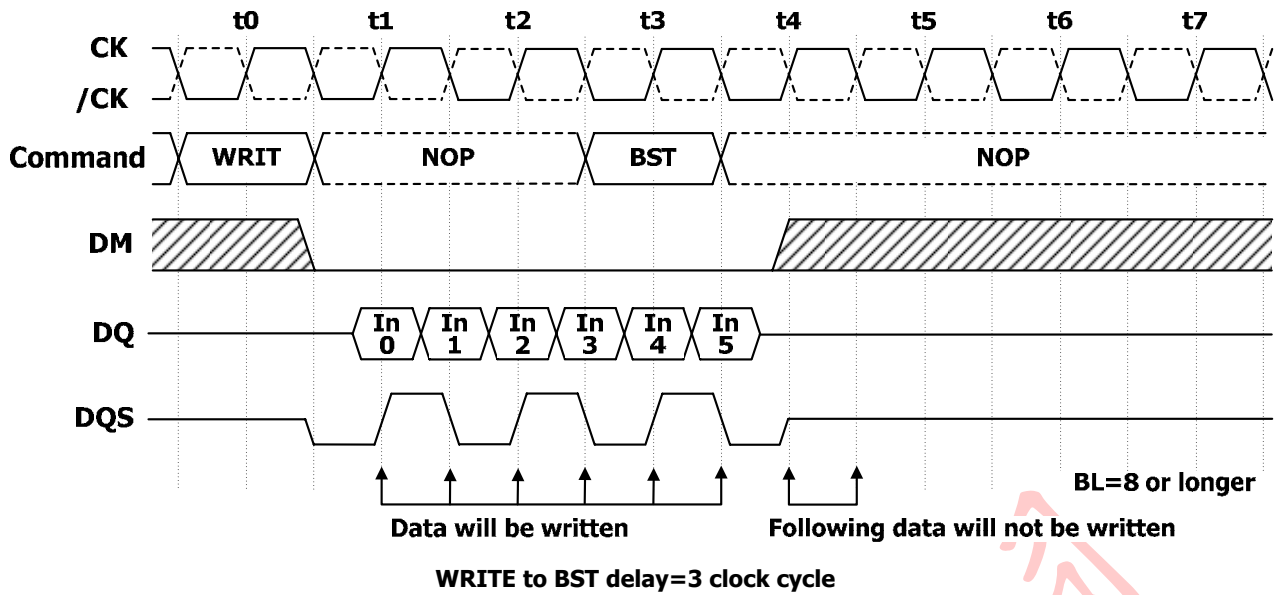 t0 t1 t2 t3 t4 t5 t6 t7
CK
/CK
Command WRIT NOP BST NOP
DM
DQ In 0 In 1 In 2 In 3 In 4 In 5
DQS
BL=8 or longer
Data will be written Following data will not be written
WRITE to BST delay=3 clock cycle